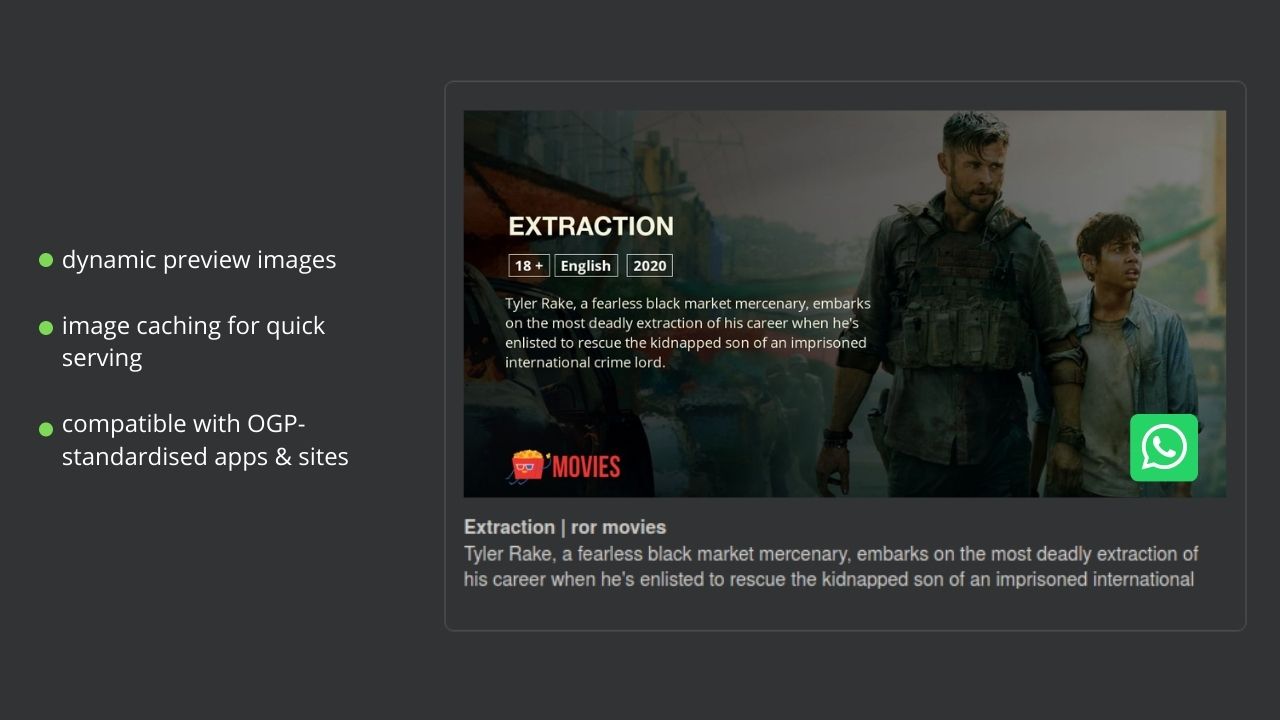 dynamic preview images
image caching for quick
serving
compatible with OGP-
standardised apps & sites
EXTRACTION
18 + English 2020
Tyler Rake, a fearless black market mercenary, embarks
on the most deadly extraction of his career when he's
enlisted to rescue the kidnapped son of an imprisoned
international crime lord.
MOVIES
Extraction | ror movies
Tyler Rake, a fearless black market mercenary, embarks on the most deadly extraction of
his career when he's enlisted to rescue the kidnapped son of an imprisoned international